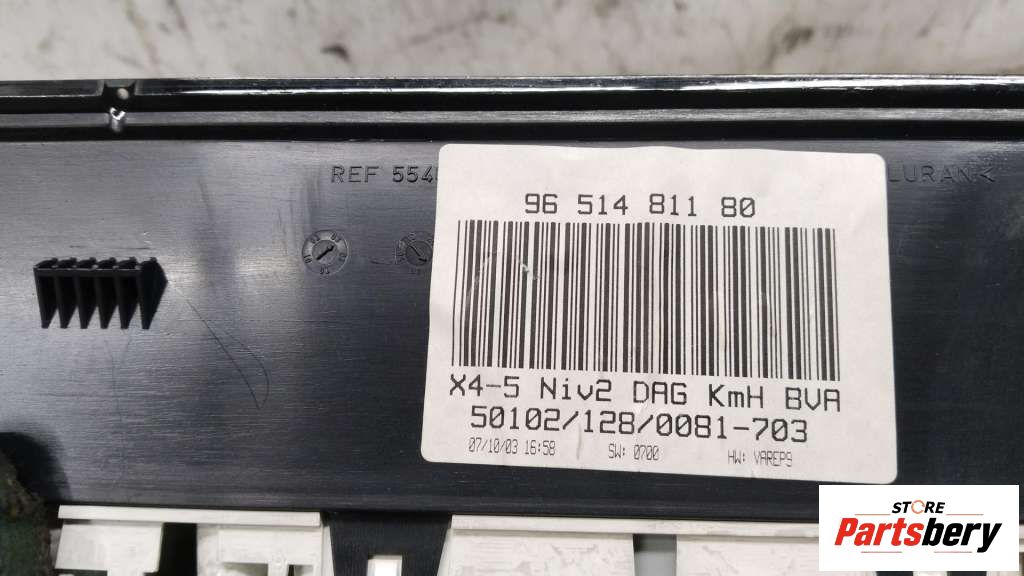 REF 554
LURAN<
96 514 811 80
X4-5 Niv2 DAG KmH BVA
50102/128/0081-703
07/10/03 16:58 SW: 0700 HW: VAREP9
STORE
Partsbery